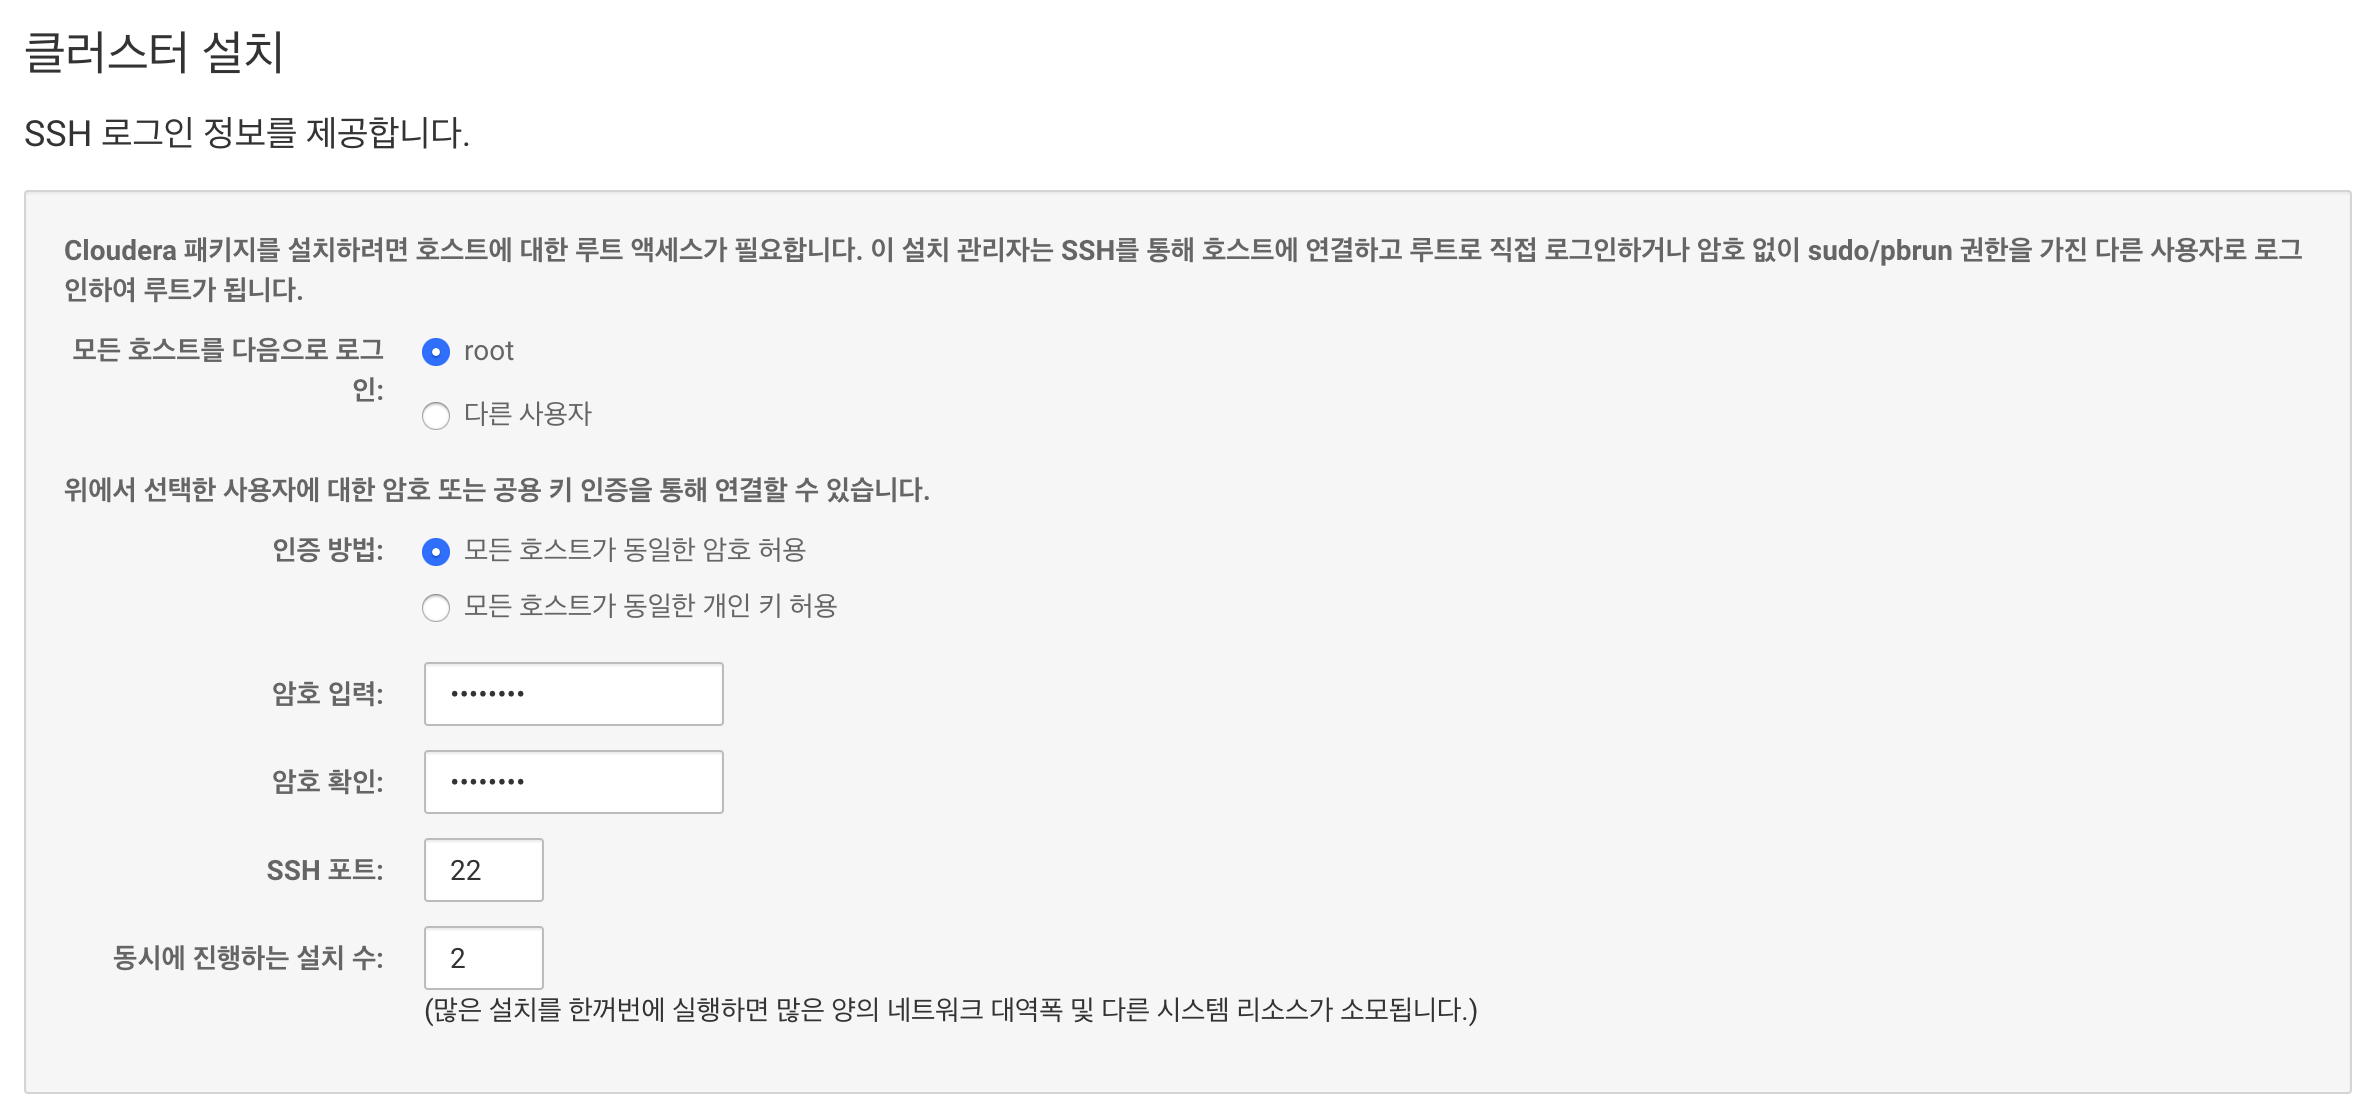 클러스터 설치
SSH 로그인 정보를 제공합니다.
Cloudera 패키지를 설치하려면 호스트에 대한 루트 액세스가 필요합니다. 이 설치 관리자는 SSH를 통해 호스트에 연결하고 루트로 직접 로그인하거나 암호 없이 sudo/pbrun 권한을 가진 다른 사용자로 로그
인하여 루트가 됩니다.
모든 호스트를 다음으로 로그
인:
root
다른 사용자
위에서 선택한 사용자에 대한 암호 또는 공용 키 인증을 통해 연결할 수 있습니다.
인증 방법: 모든 호스트가 동일한 암호 허용
모든 호스트가 동일한 개인 키 허용
암호 입력: ••••••••
암호 확인: ••••••••
SSH 포트: 22
동시에 진행하는 설치 수: 2
(많은 설치를 한꺼번에 실행하면 많은 양의 네트워크 대역폭 및 다른 시스템 리소스가 소모됩니다.)